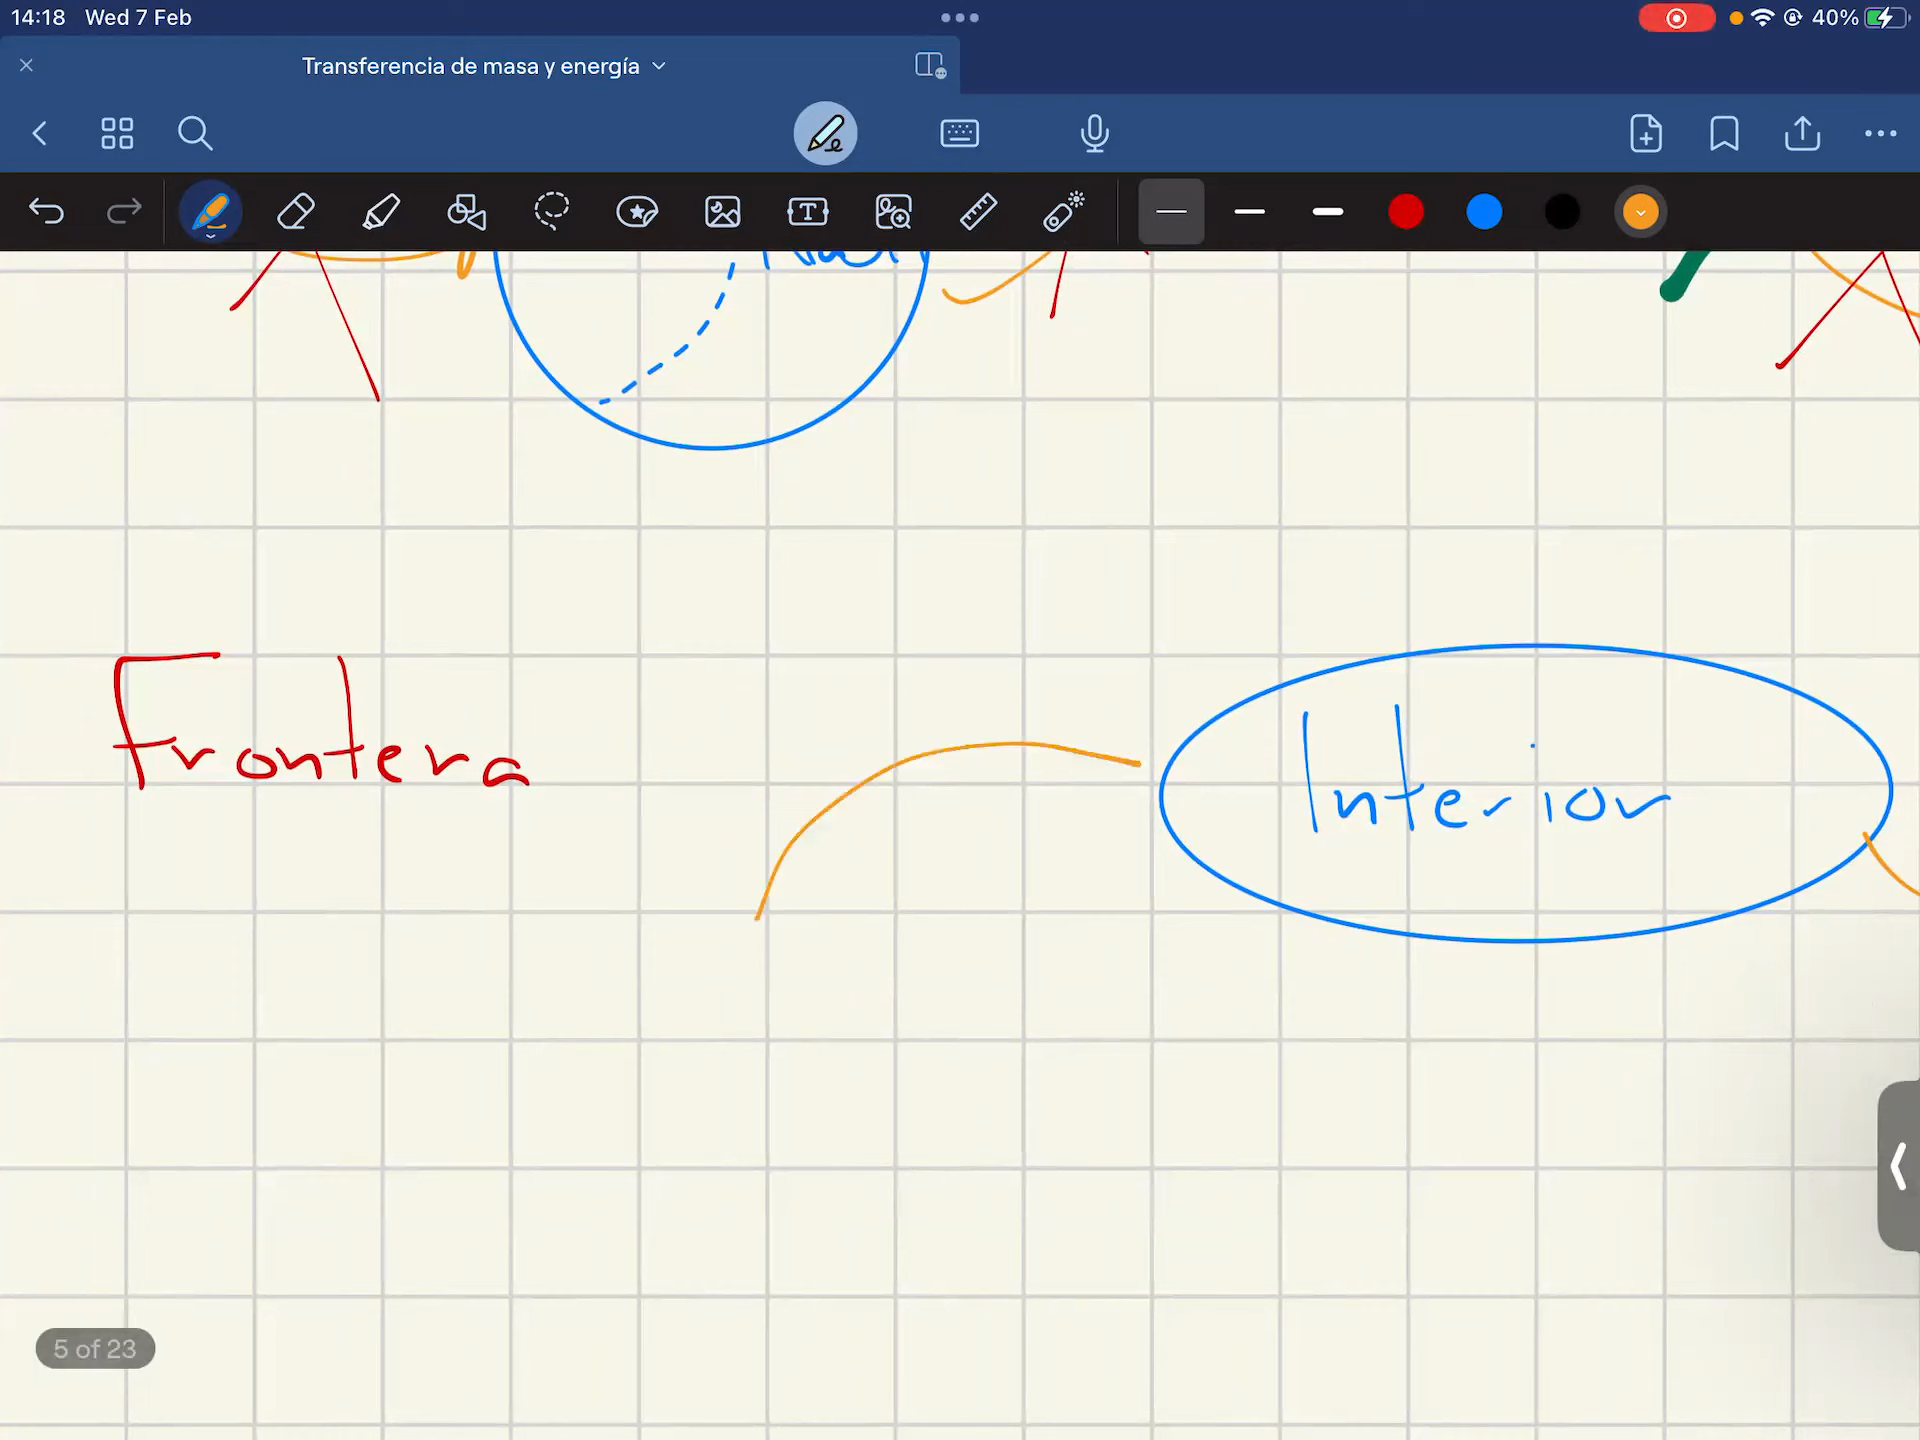 14:18 Wed 7 Feb
40%
Transferencia de masa y energía
Frontera
Interior
5 of 23